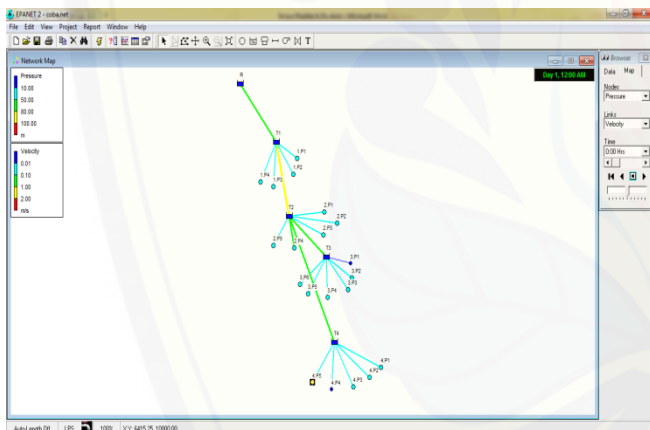 EPANET 2 - coba.net
File Edit View Project Report Window Help
T
Network Map
Day 1, 12:00 AM
Browser
Data Map
Nodes
Pressure
Links
Velocity
Time
0:00 Hrs
Pressure
10.00
50.00
80.00
100.00
m
Velocity
0.01
0.10
1.00
2.00
m/s
R
T1
1.P1
1.P2
1.P4 1.P3
T2
2.P1
2.P2
2.P3
2.P5 2.P4
T3
3.P1
3.P2
3.P6 3.P3
3.P5 3.P4
T4
4.P1
4.P2
4.P5 4.P4 4.P3
Auto-Length Off LPS 100% X,Y: 6415.25, 10000.00